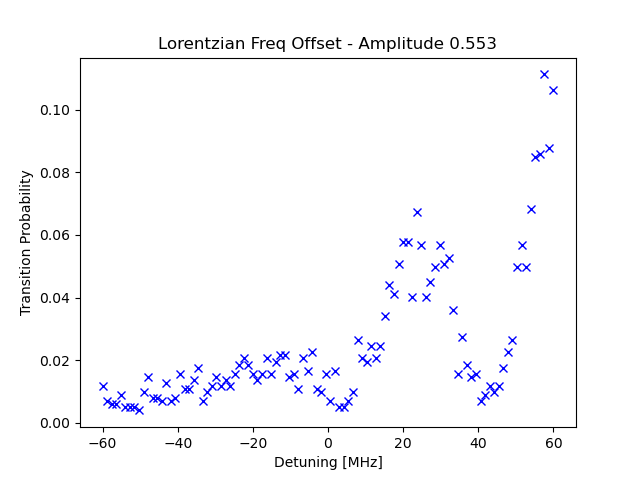 Lorentzian Freq Offset - Amplitude 0.553
Transition Probability
0.10
0.08
0.06
0.04
0.02
0.00
−60 −40 −20 0 20 40 60
Detuning [MHz]